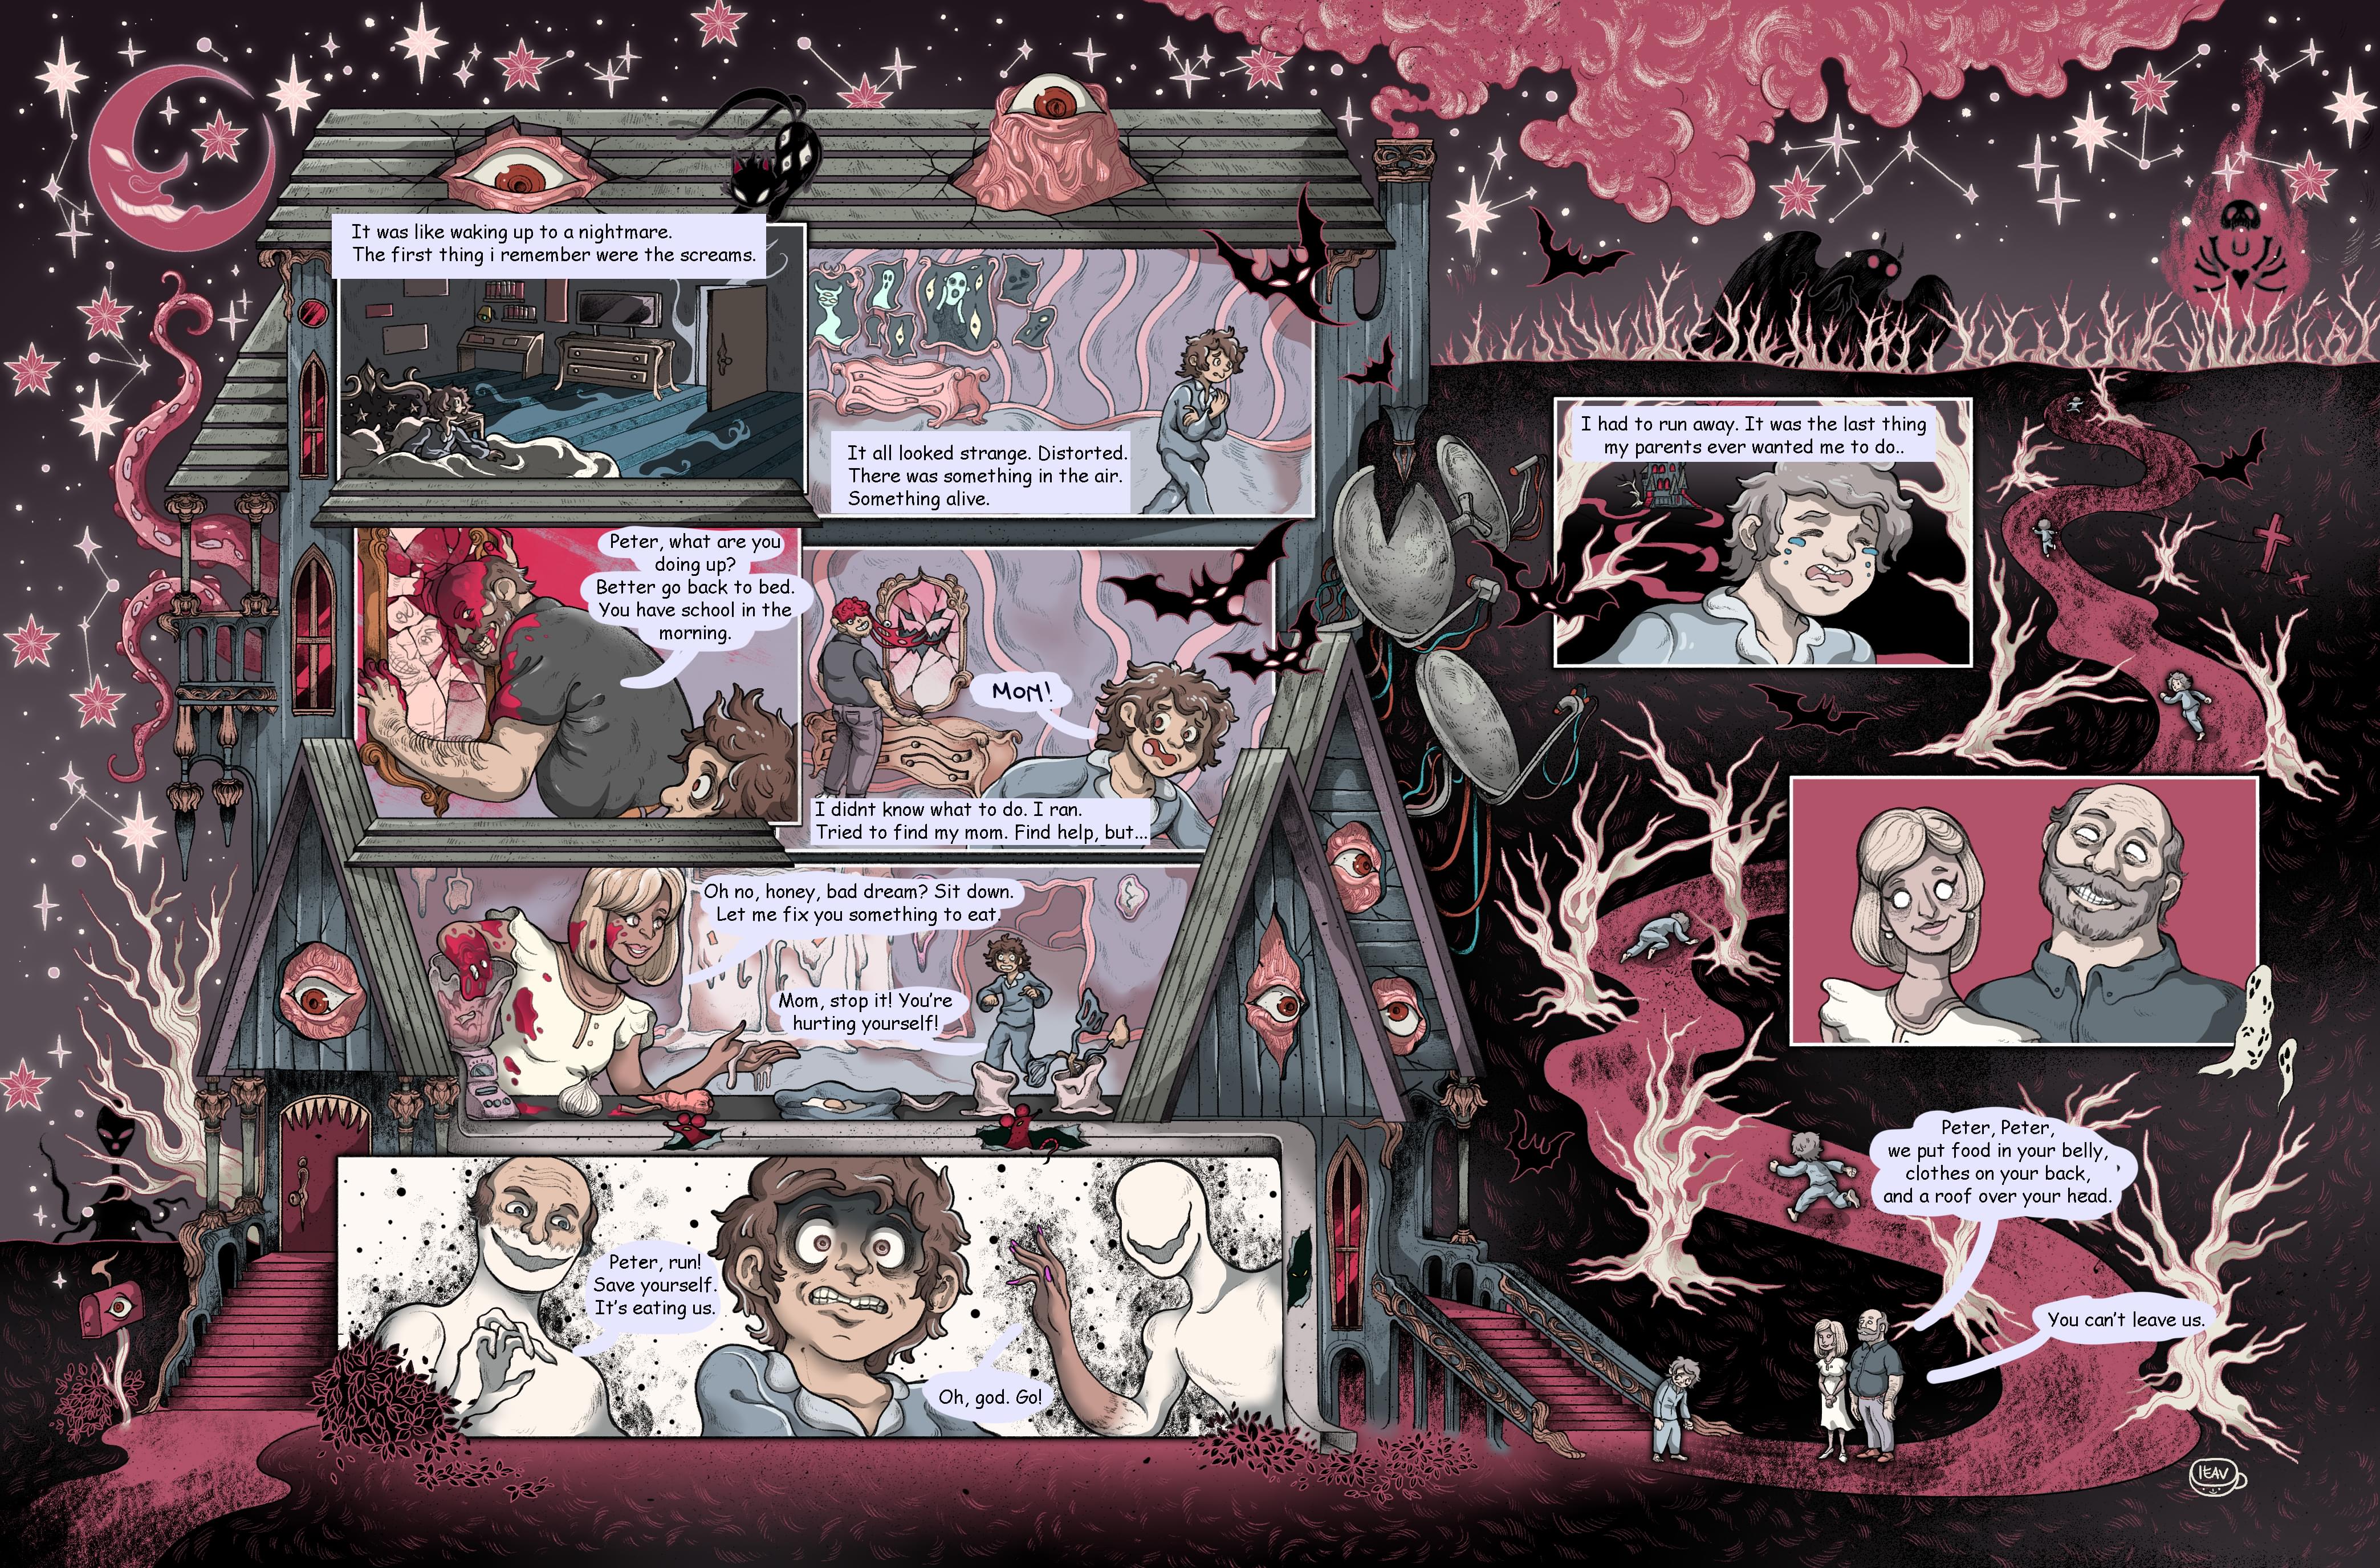 It was like waking up to a nightmare.
The first thing i remember were the screams.
It all looked strange. Distorted.
There was something in the air.
Something alive.
Peter, what are you
doing up?
Better go back to bed.
You have school in the
morning.
MOM!
I didnt know what to do. I ran.
Tried to find my mom. Find help, but...
Oh no, honey, bad dream? Sit down.
Let me fix you something to eat.
Mom, stop it! You're
hurting yourself!
Peter, run!
Save yourself.
It's eating us.
Oh, god. Go!
I had to run away. It was the last thing
my parents ever wanted me to do..
Peter, Peter,
we put food in your belly,
clothes on your back,
and a roof over your head.
You can't leave us.
IEAV